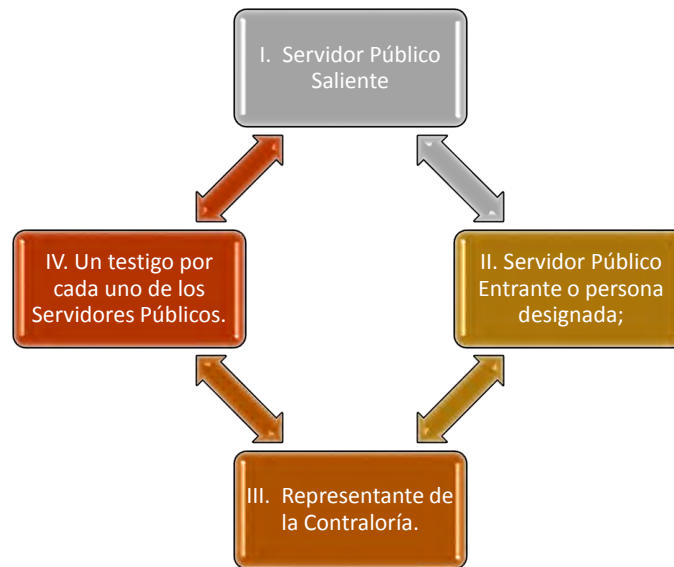 I. Servidor Público
Saliente
IV. Un testigo por
cada uno de los
Servidores Públicos.
II. Servidor Público
Entrante o persona
designada;
III. Representante de
la Contraloría.